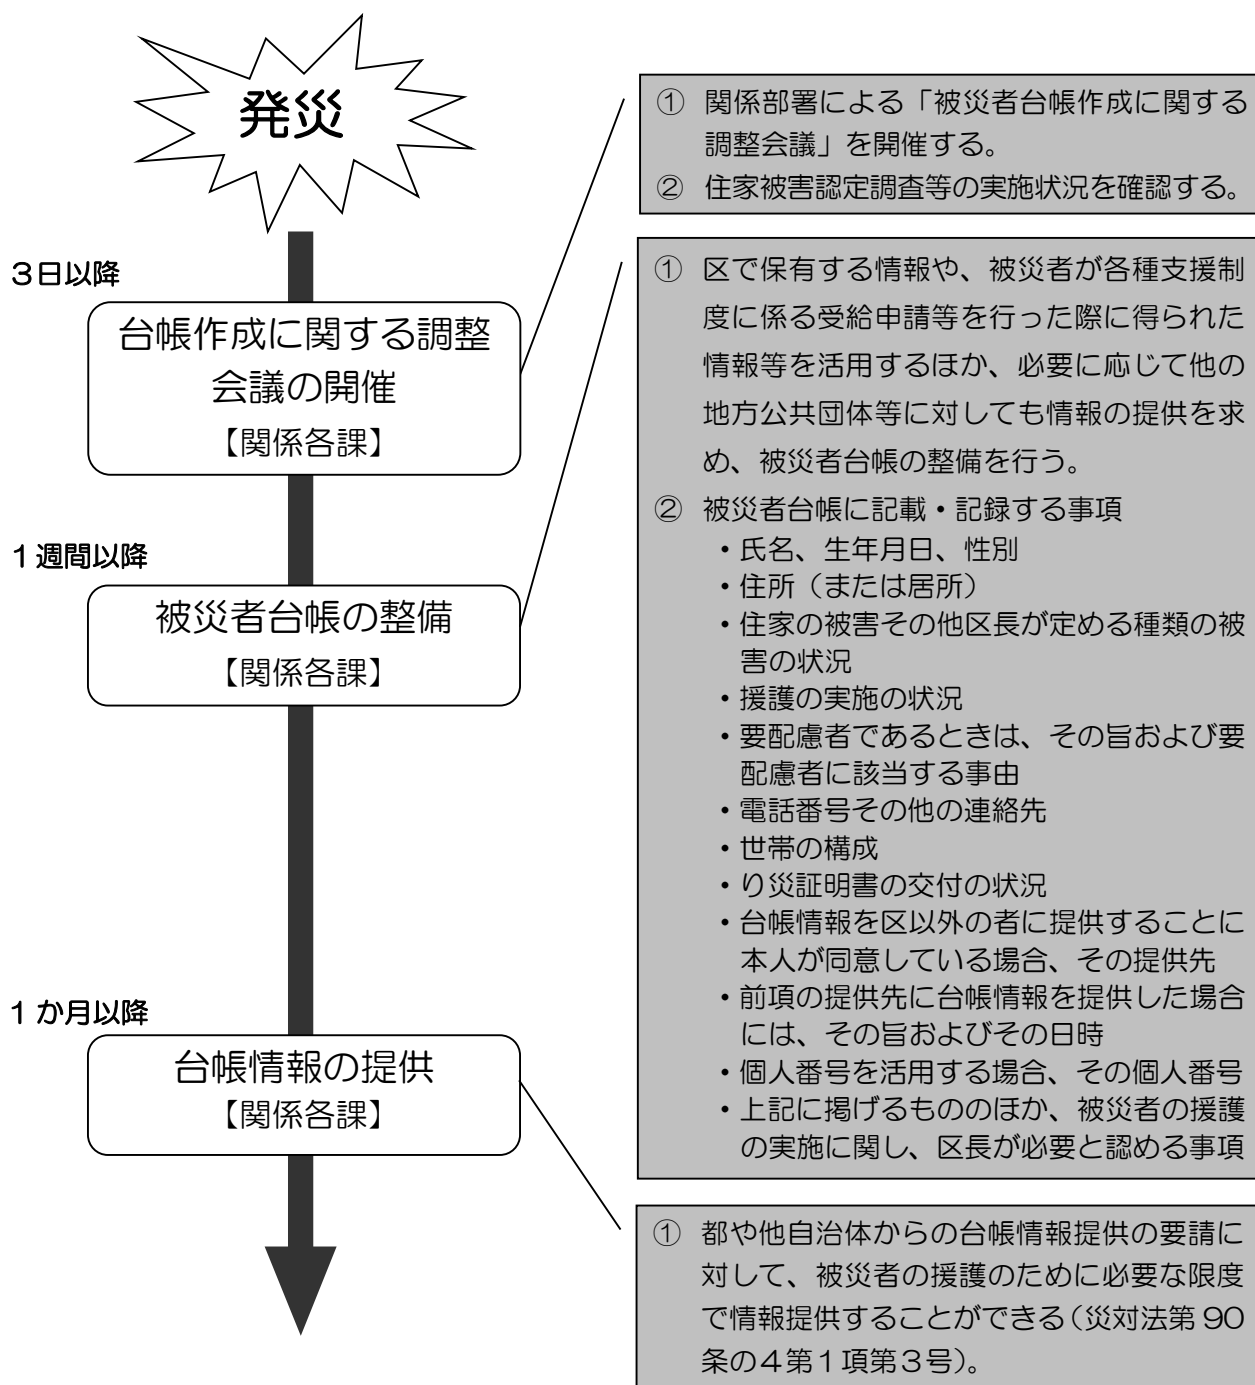 発災
3日以降
台帳作成に関する調整
会議の開催
【関係各課】
1週間以降
被災者台帳の整備
【関係各課】
1か月以降
台帳情報の提供
【関係各課】
① 関係部署による「被災者台帳作成に関する
調整会議」を開催する。
② 住家被害認定調査等の実施状況を確認する。
① 区で保有する情報や、被災者が各種支援制
度に係る受給申請等を行った際に得られた
情報等を活用するほか、必要に応じて他の
地方公共団体等に対しても情報の提供を求
め、被災者台帳の整備を行う。
② 被災者台帳に記載・記録する事項
・氏名、生年月日、性別
・住所（または居所）
・住家の被害その他区長が定める種類の被
害の状況
・援護の実施の状況
・要配慮者であるときは、その旨および要
配慮者に該当する事由
・電話番号その他の連絡先
・世帯の構成
・り災証明書の交付の状況
・台帳情報を区以外の者に提供することに
本人が同意している場合、その提供先
・前項の提供先に台帳情報を提供した場合
には、その旨およびその日時
・個人番号を活用する場合、その個人番号
・上記に掲げるもののほか、被災者の援護
の実施に関し、区長が必要と認める事項
① 都や他自治体からの台帳情報提供の要請に
対して、被災者の援護のために必要な限度
で情報提供することができる（災対法第 90
条の４第１項第３号）。